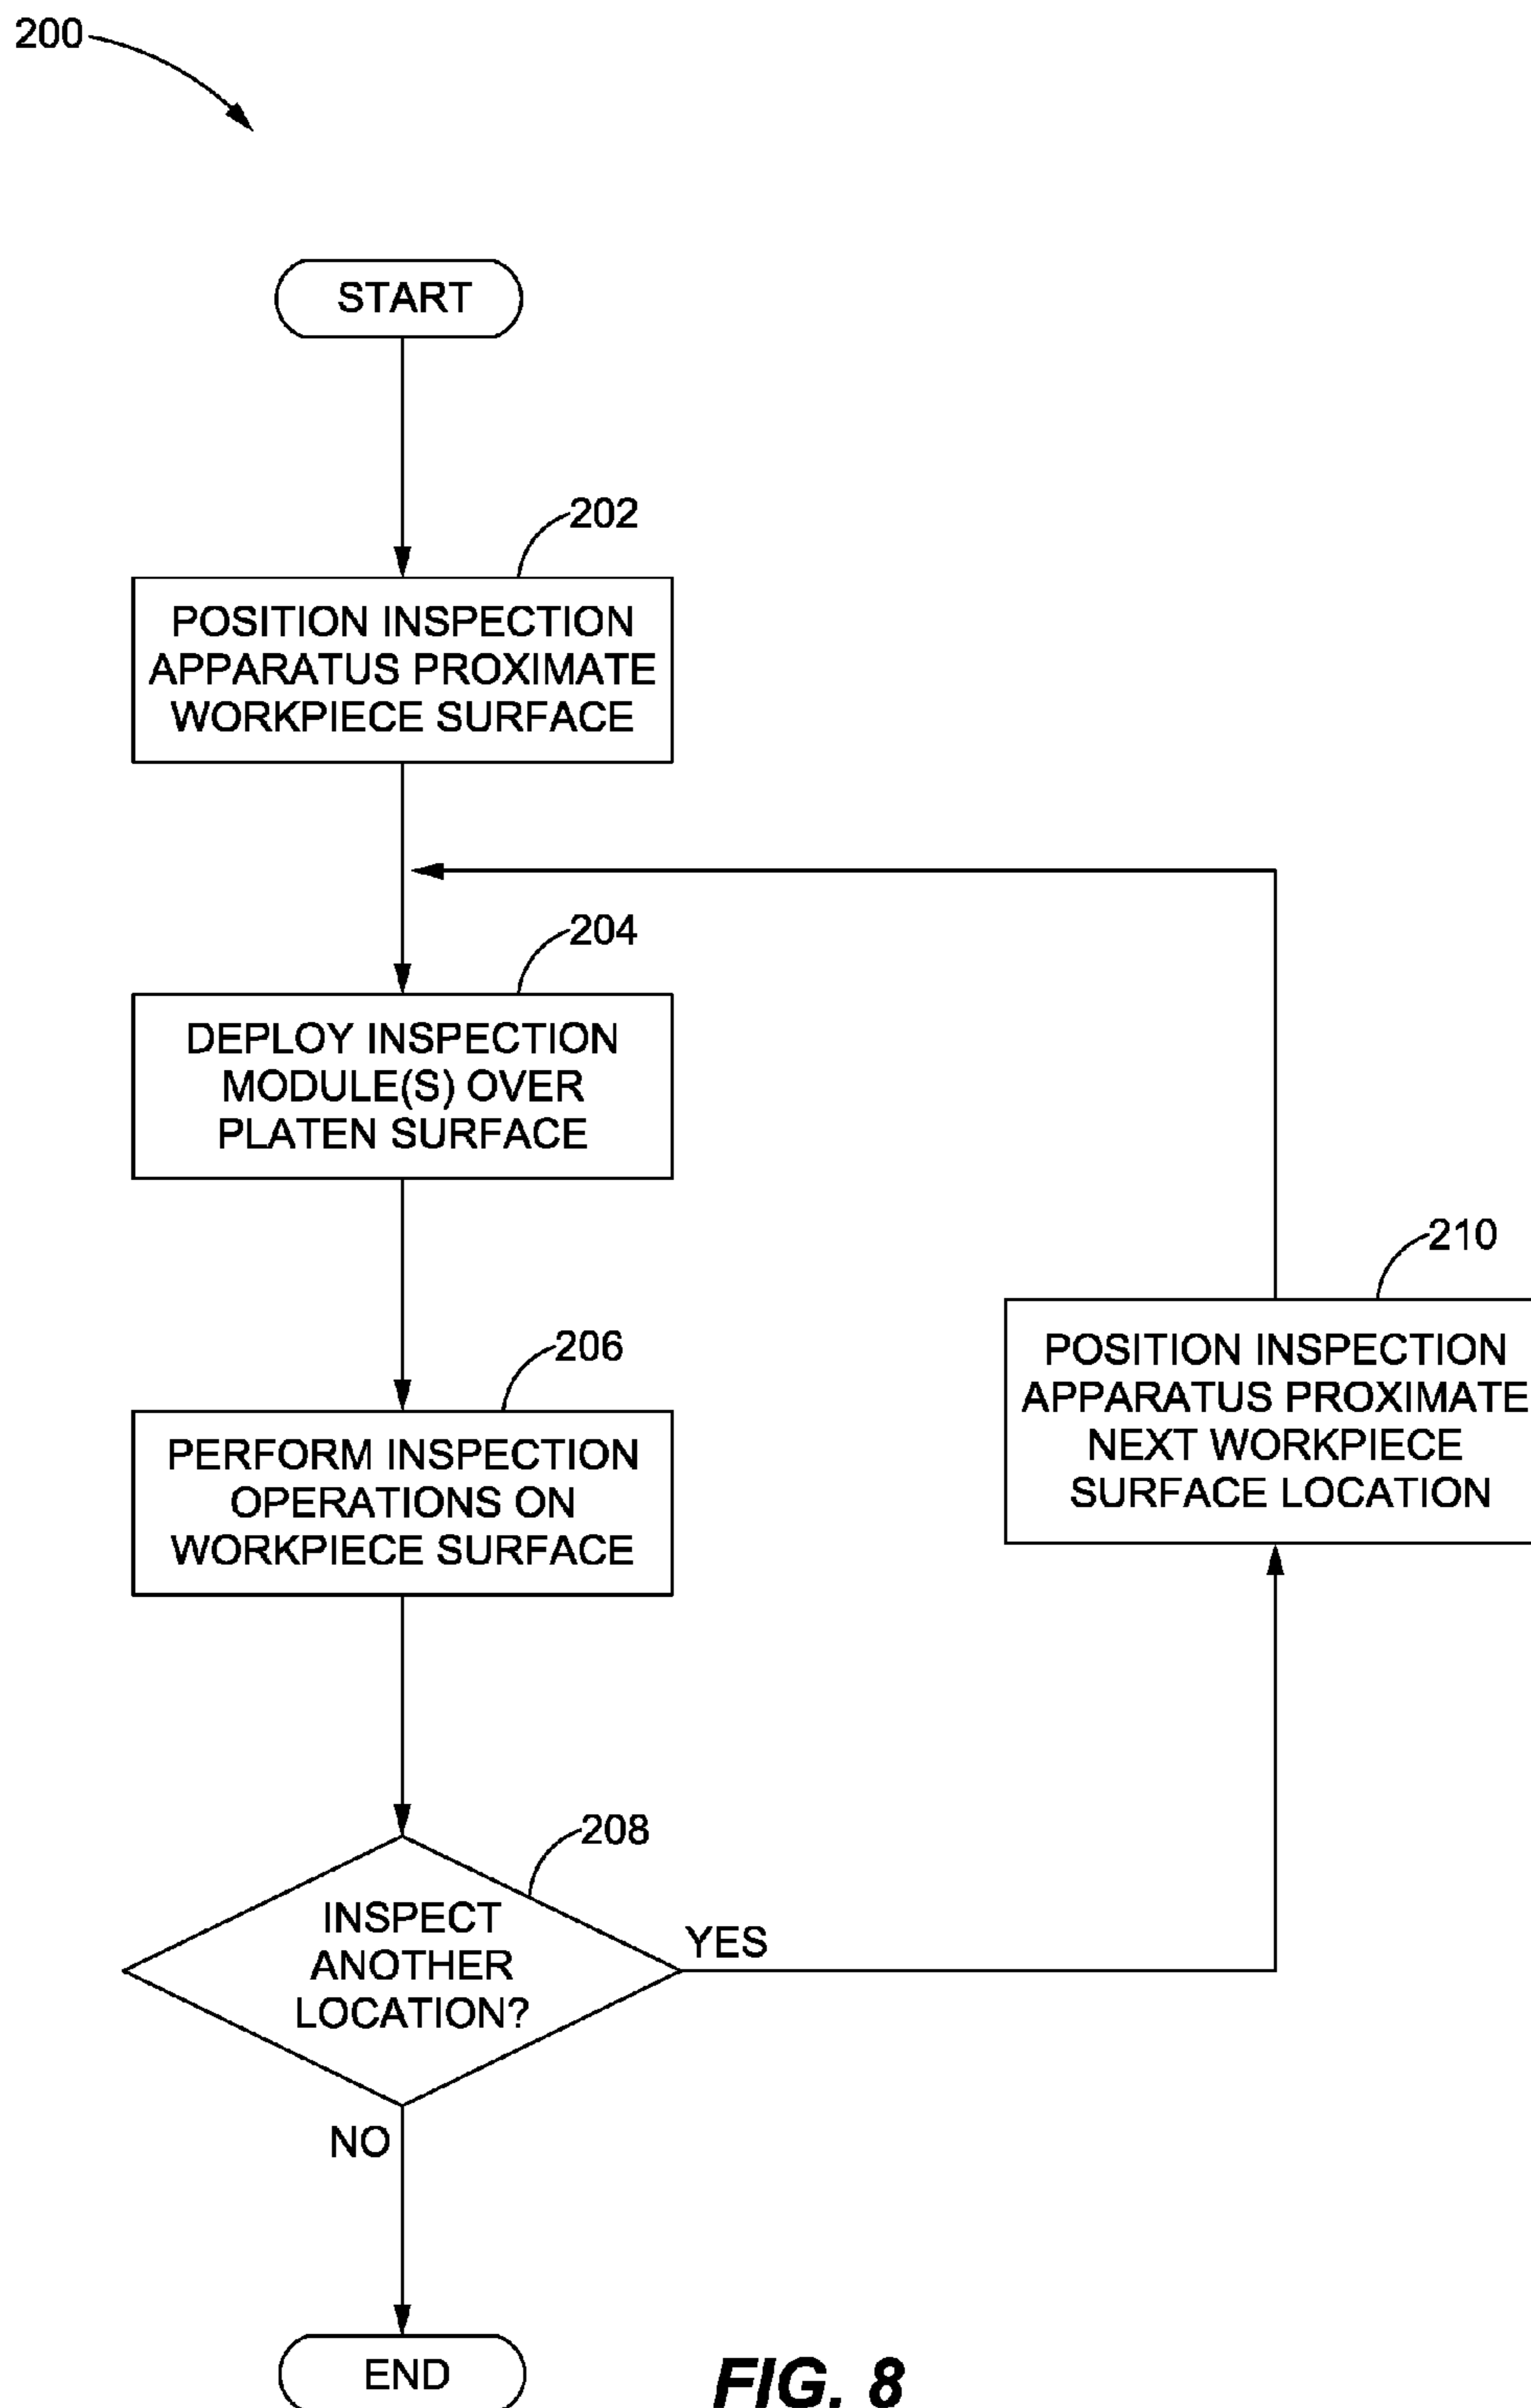 200
START
202
POSITION INSPECTION
APPARATUS PROXIMATE
WORKPIECE SURFACE
204
DEPLOY INSPECTION
MODULE(S) OVER
PLATEN SURFACE
206
PERFORM INSPECTION
OPERATIONS ON
WORKPIECE SURFACE
210
POSITION INSPECTION
APPARATUS PROXIMATE
NEXT WORKPIECE
SURFACE LOCATION
208
INSPECT
ANOTHER
LOCATION?
YES
NO
END
FIG. 8